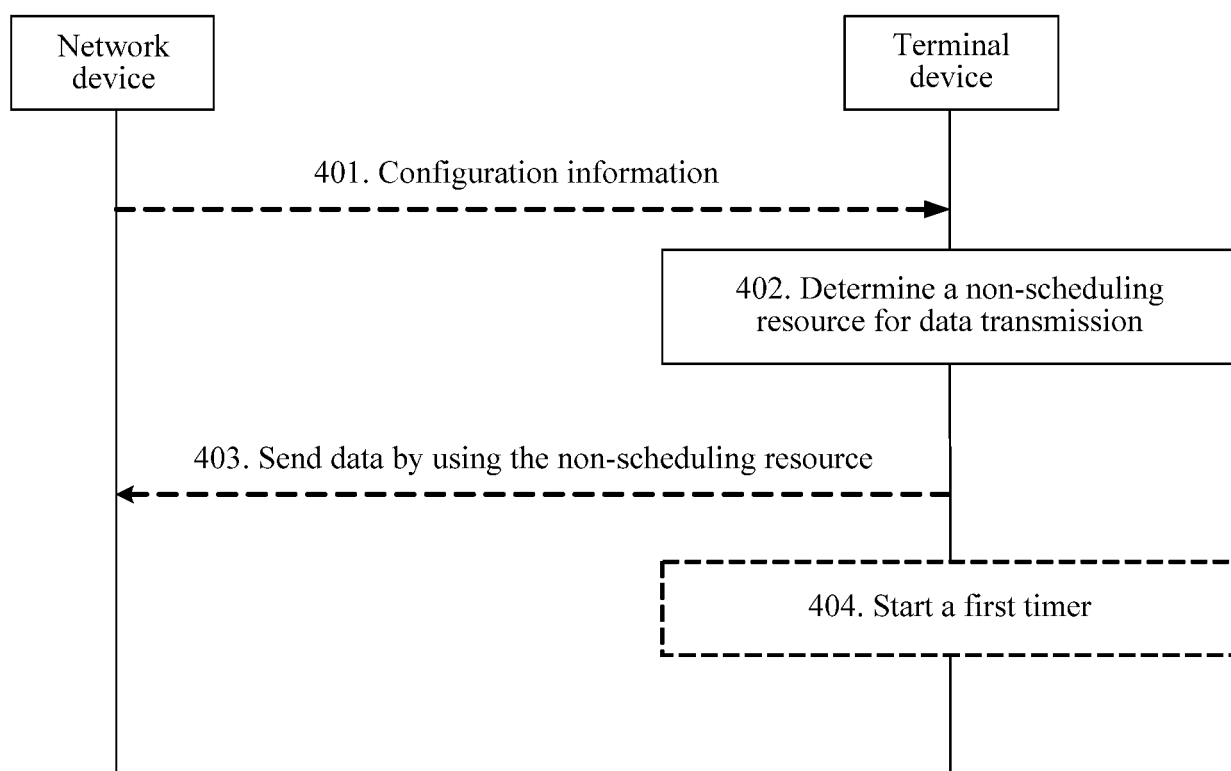 Network
device
Terminal
device
401. Configuration information
402. Determine a non-scheduling
resource for data transmission
403. Send data by using the non-scheduling resource
404. Start a first timer